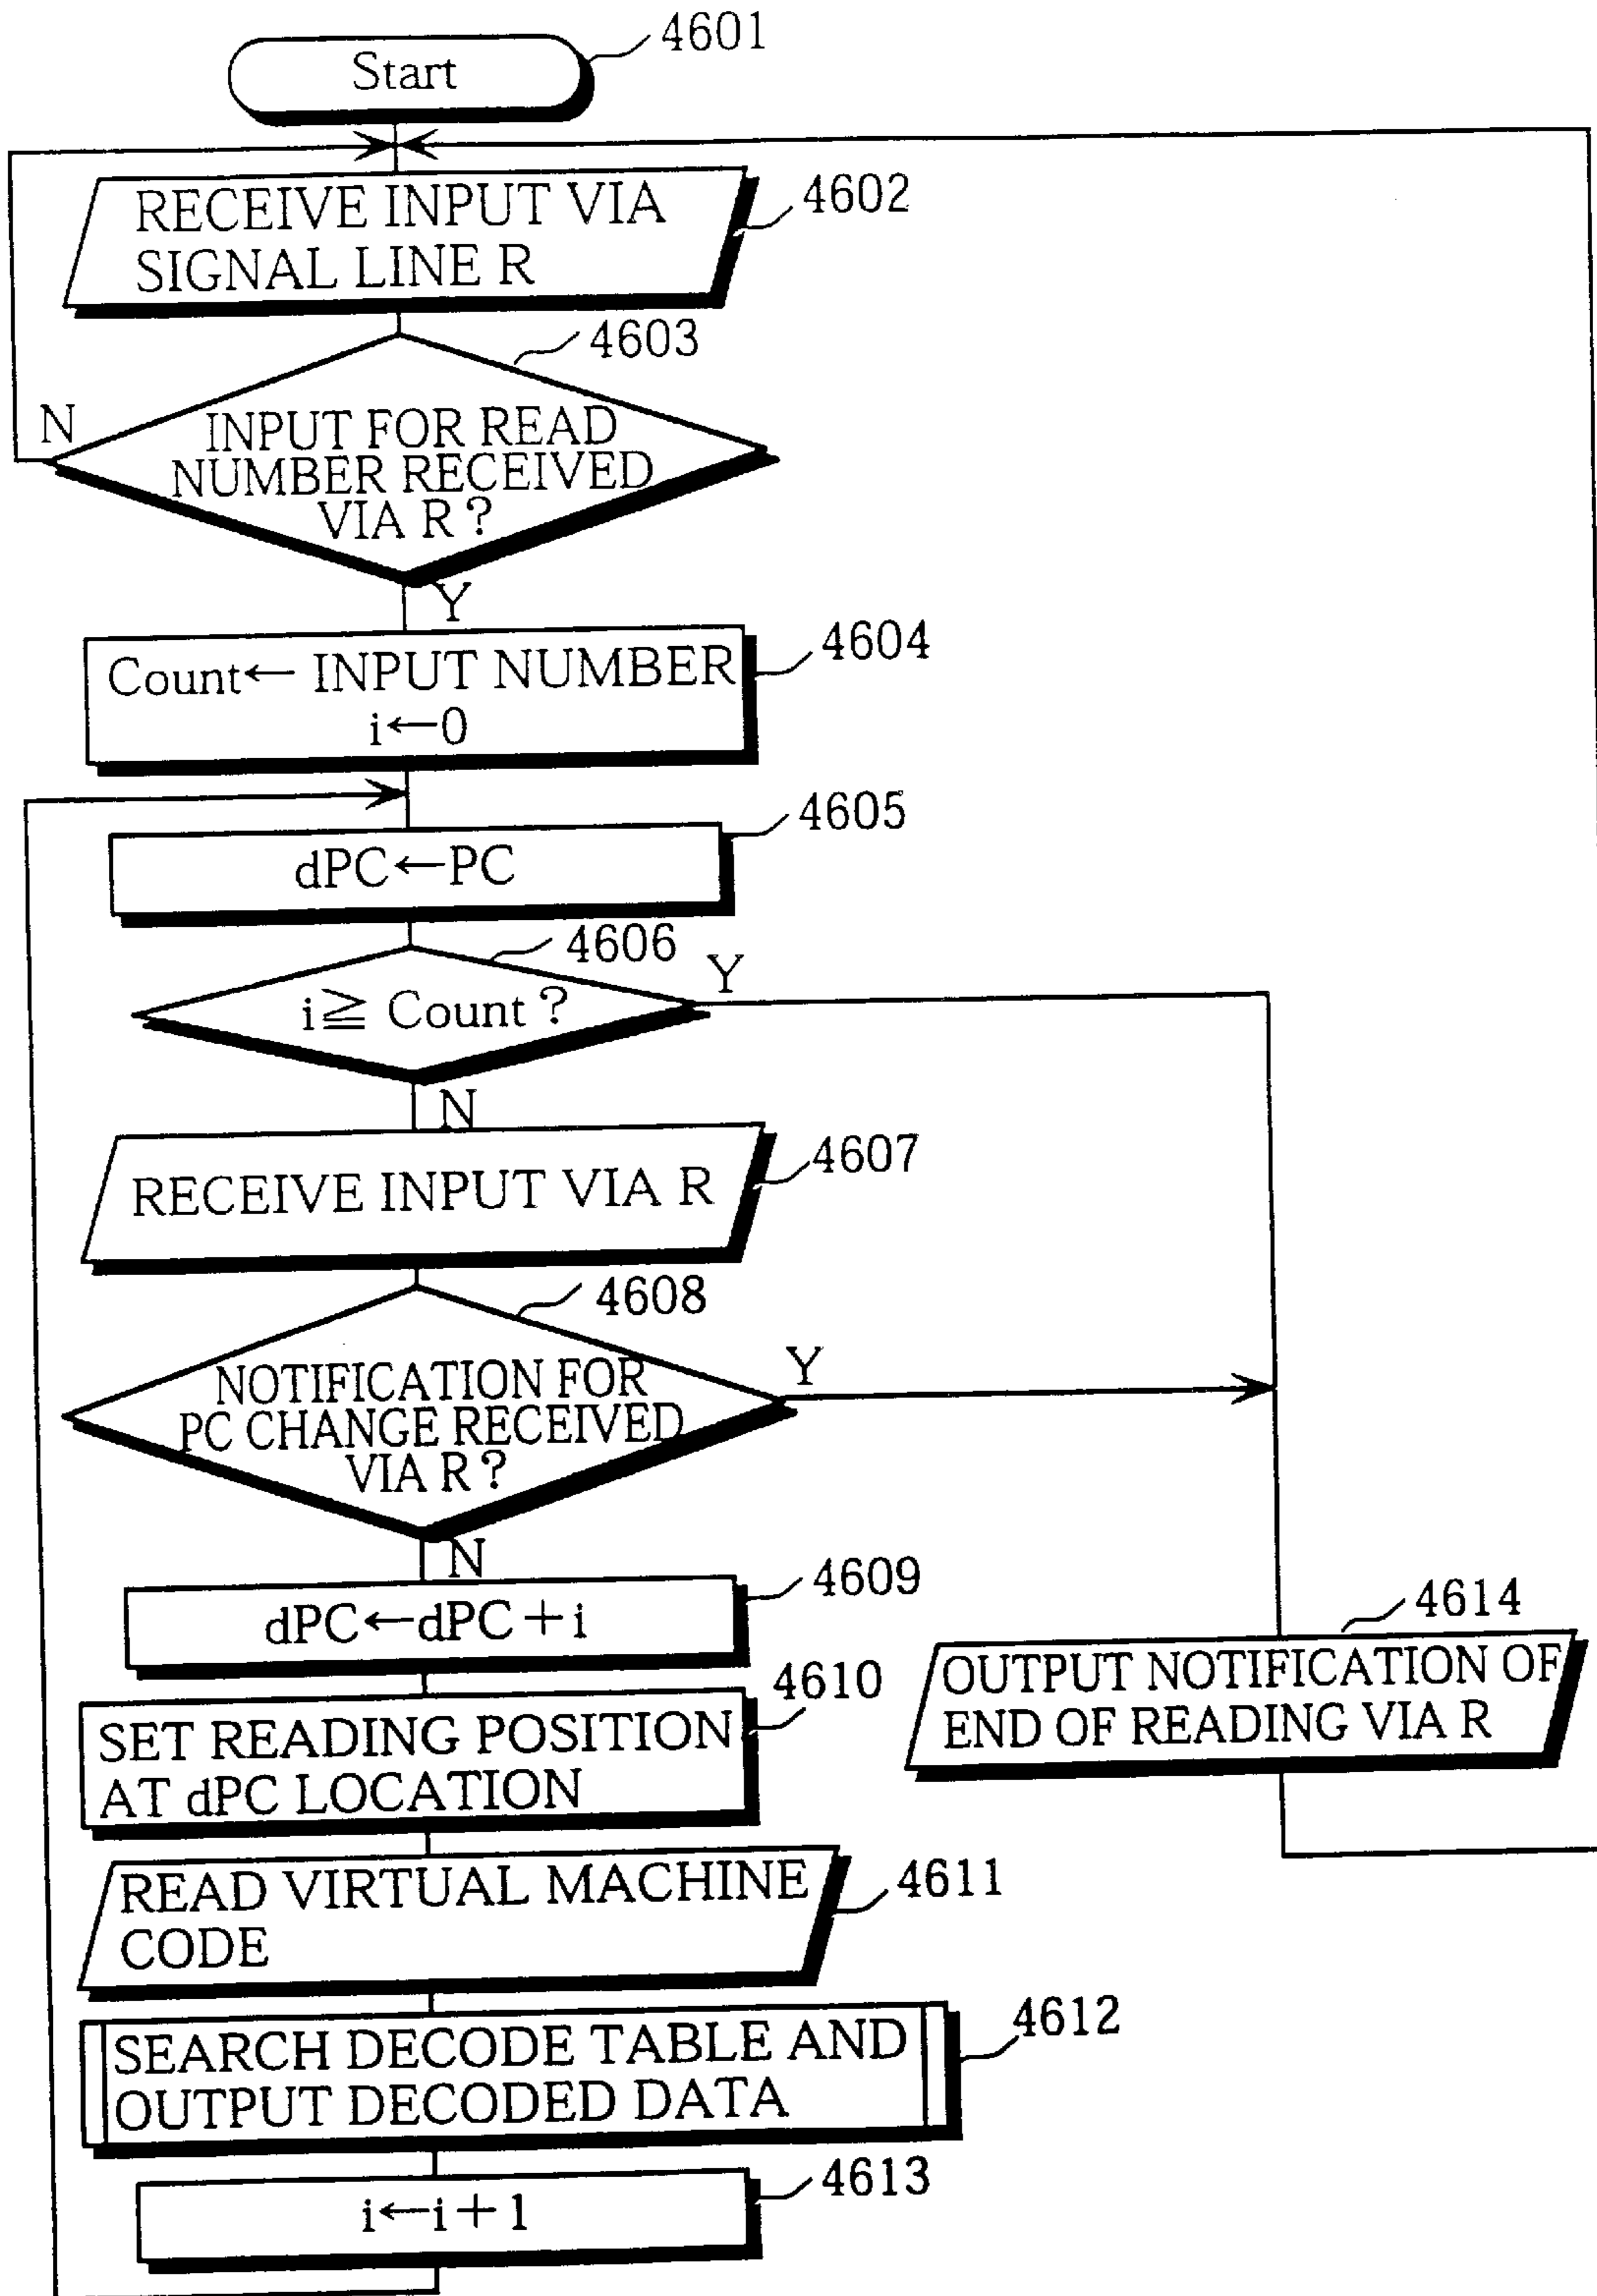 Start
4601
RECEIVE INPUT VIA
SIGNAL LINE R
4602
4603
N
INPUT FOR READ
NUMBER RECEIVED
VIA R ?
Y
4604
Count← INPUT NUMBER
i←0
4605
dPC←PC
4606
i≧ Count ?
Y
N
4607
RECEIVE INPUT VIA R
4608
NOTIFICATION FOR
PC CHANGE RECEIVED
VIA R ?
Y
N
4609
dPC←dPC+i
4610
SET READING POSITION
AT dPC LOCATION
4614
OUTPUT NOTIFICATION OF
END OF READING VIA R
READ VIRTUAL MACHINE
CODE
4611
SEARCH DECODE TABLE AND
OUTPUT DECODED DATA
4612
4613
i←i+1